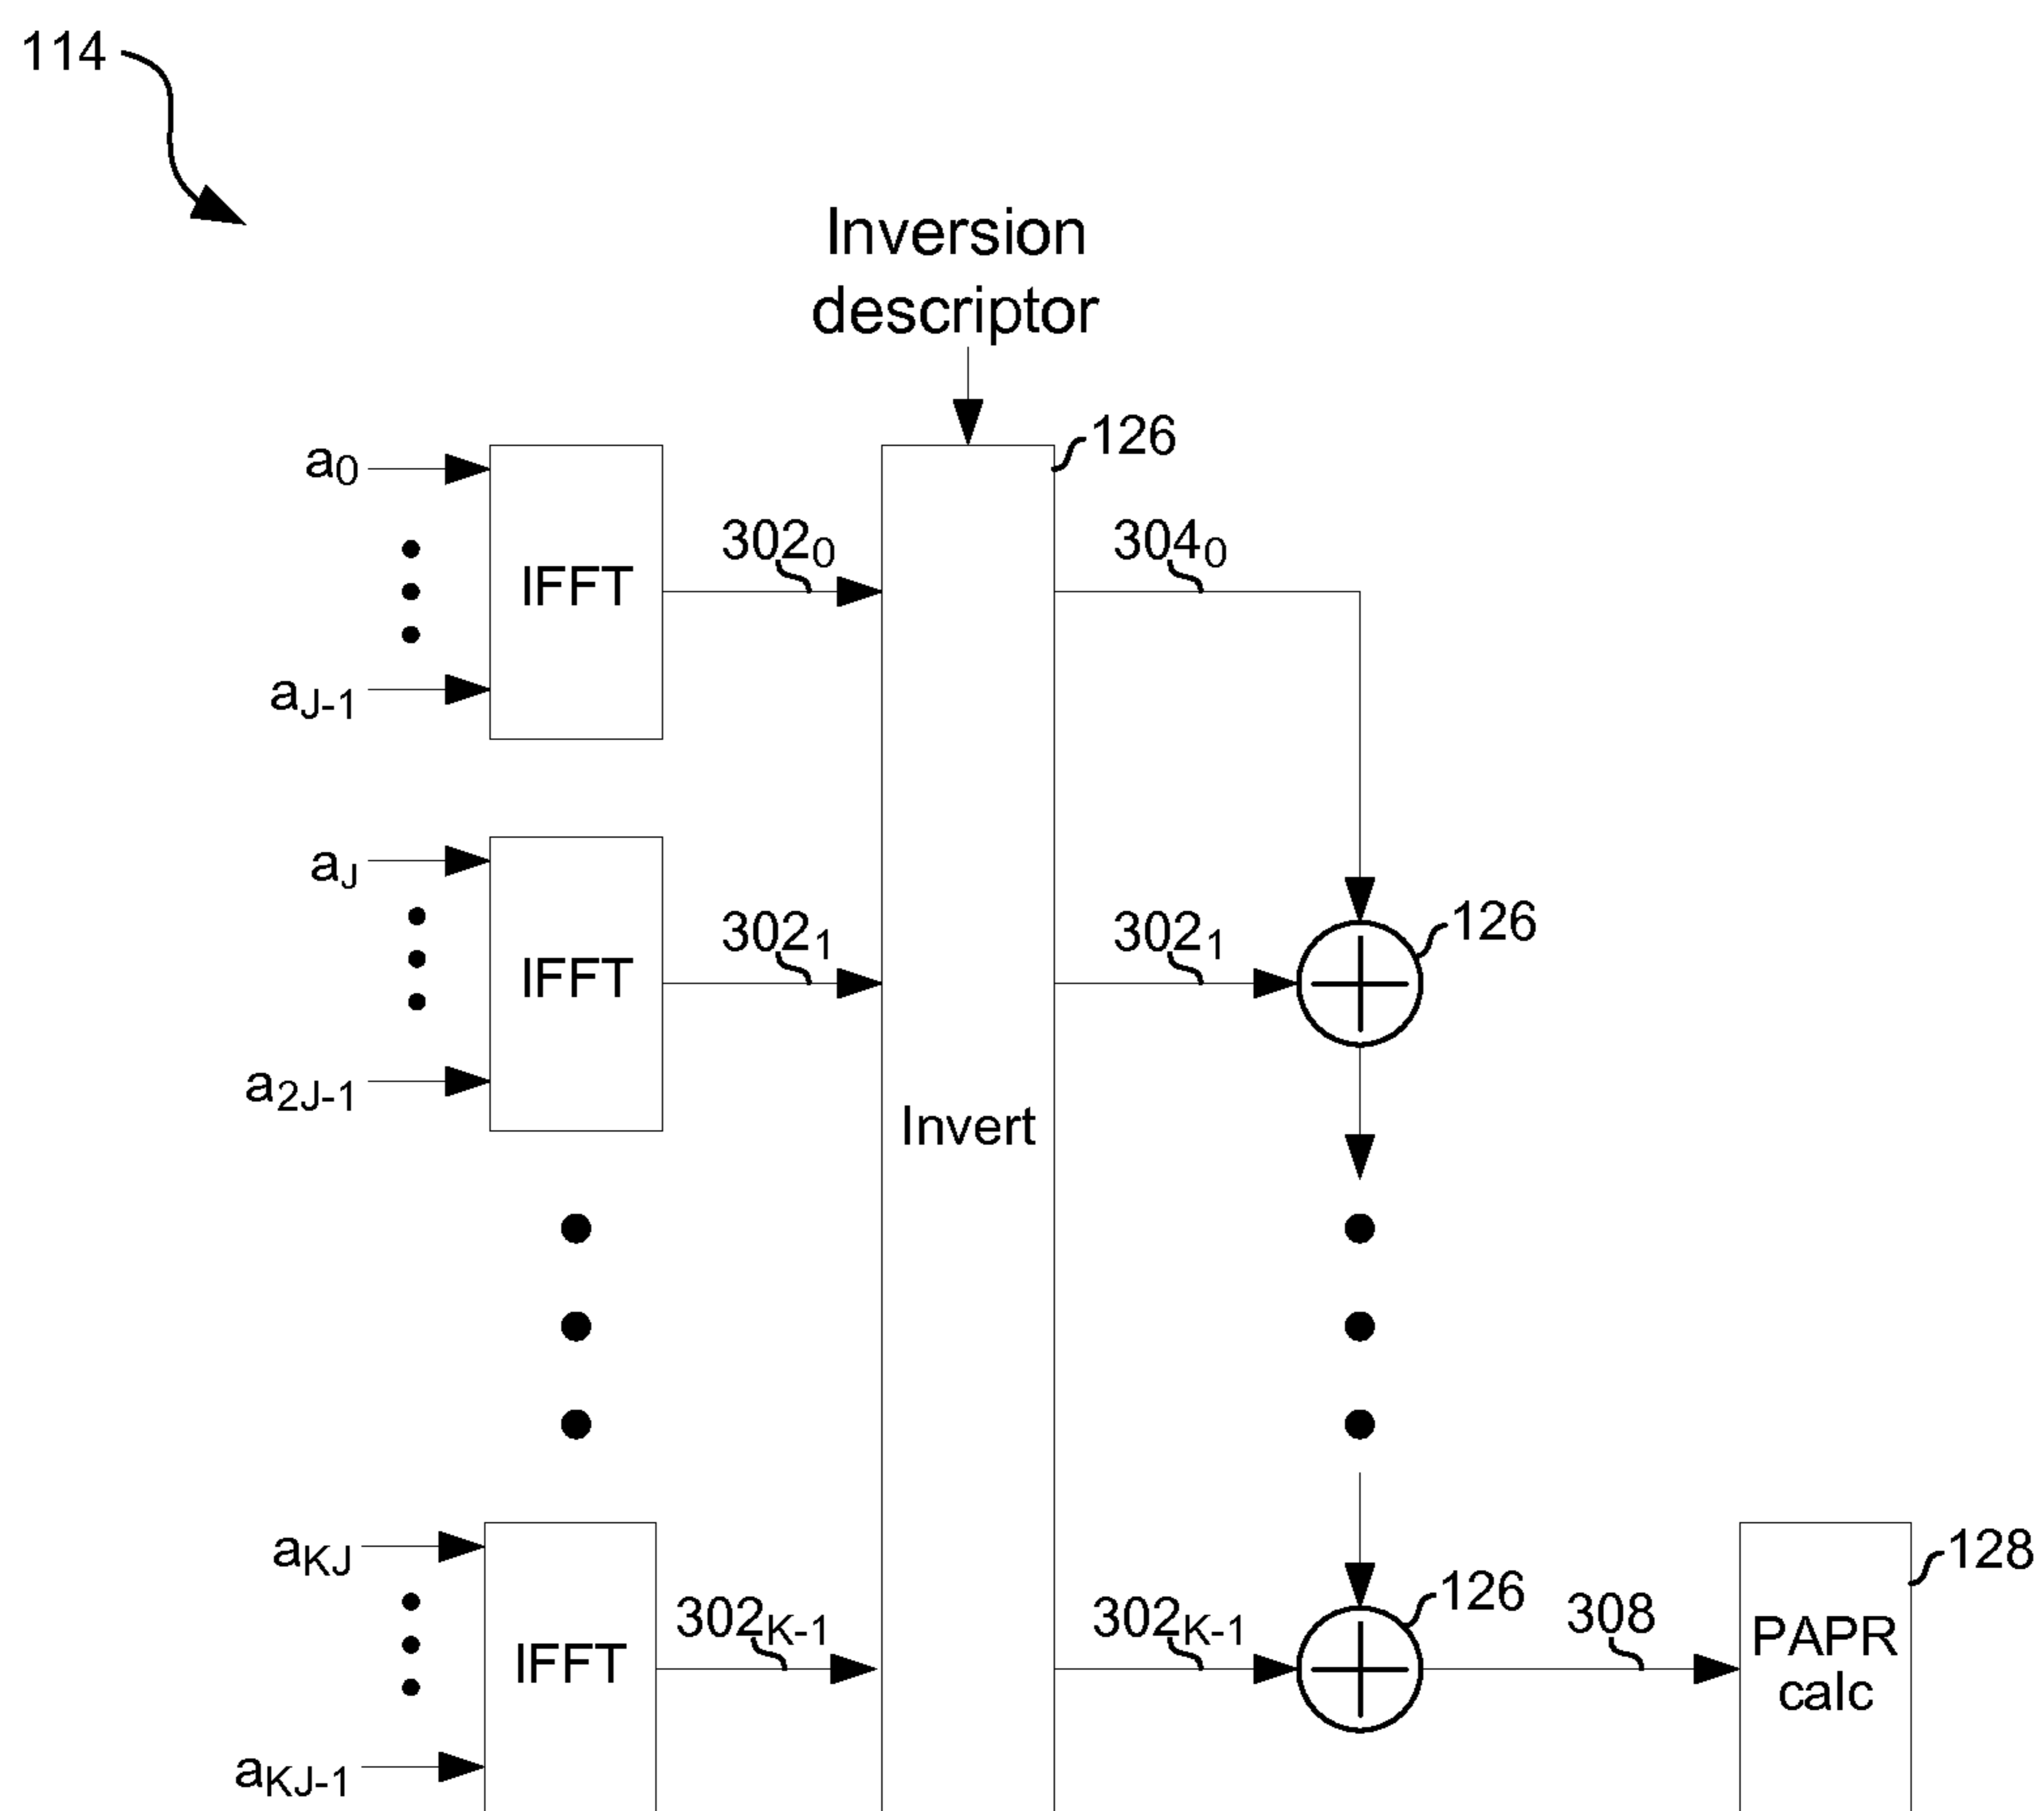 114
Inversion
descriptor
126
a0
3020
3040
IFFT
aJ-1
aJ
3021
3021
126
IFFT
a2J-1
Invert
aKJ
302K-1
302K-1
126
308
128
IFFT
PAPR
calc
aKJ-1